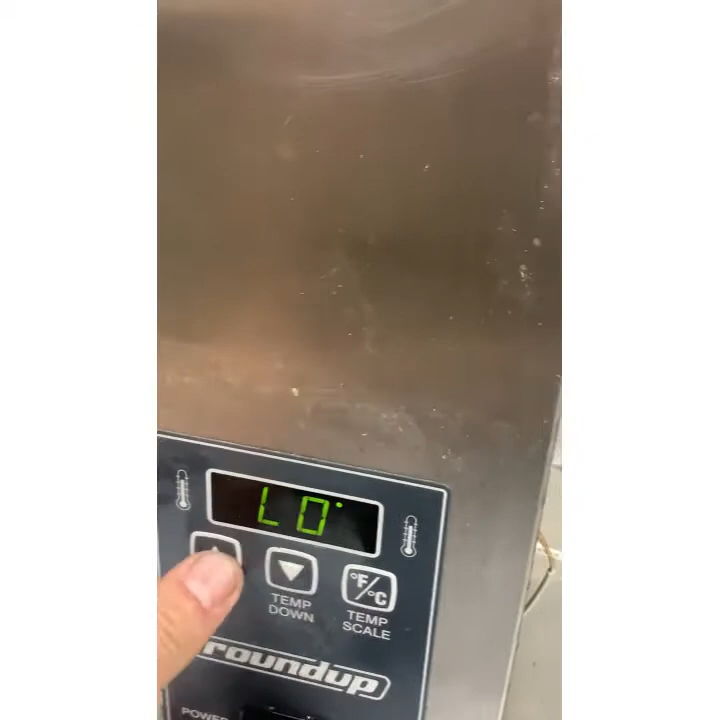 LO°
°F/°C
TEMP
DOWN
TEMP
SCALE
roundup
POWER